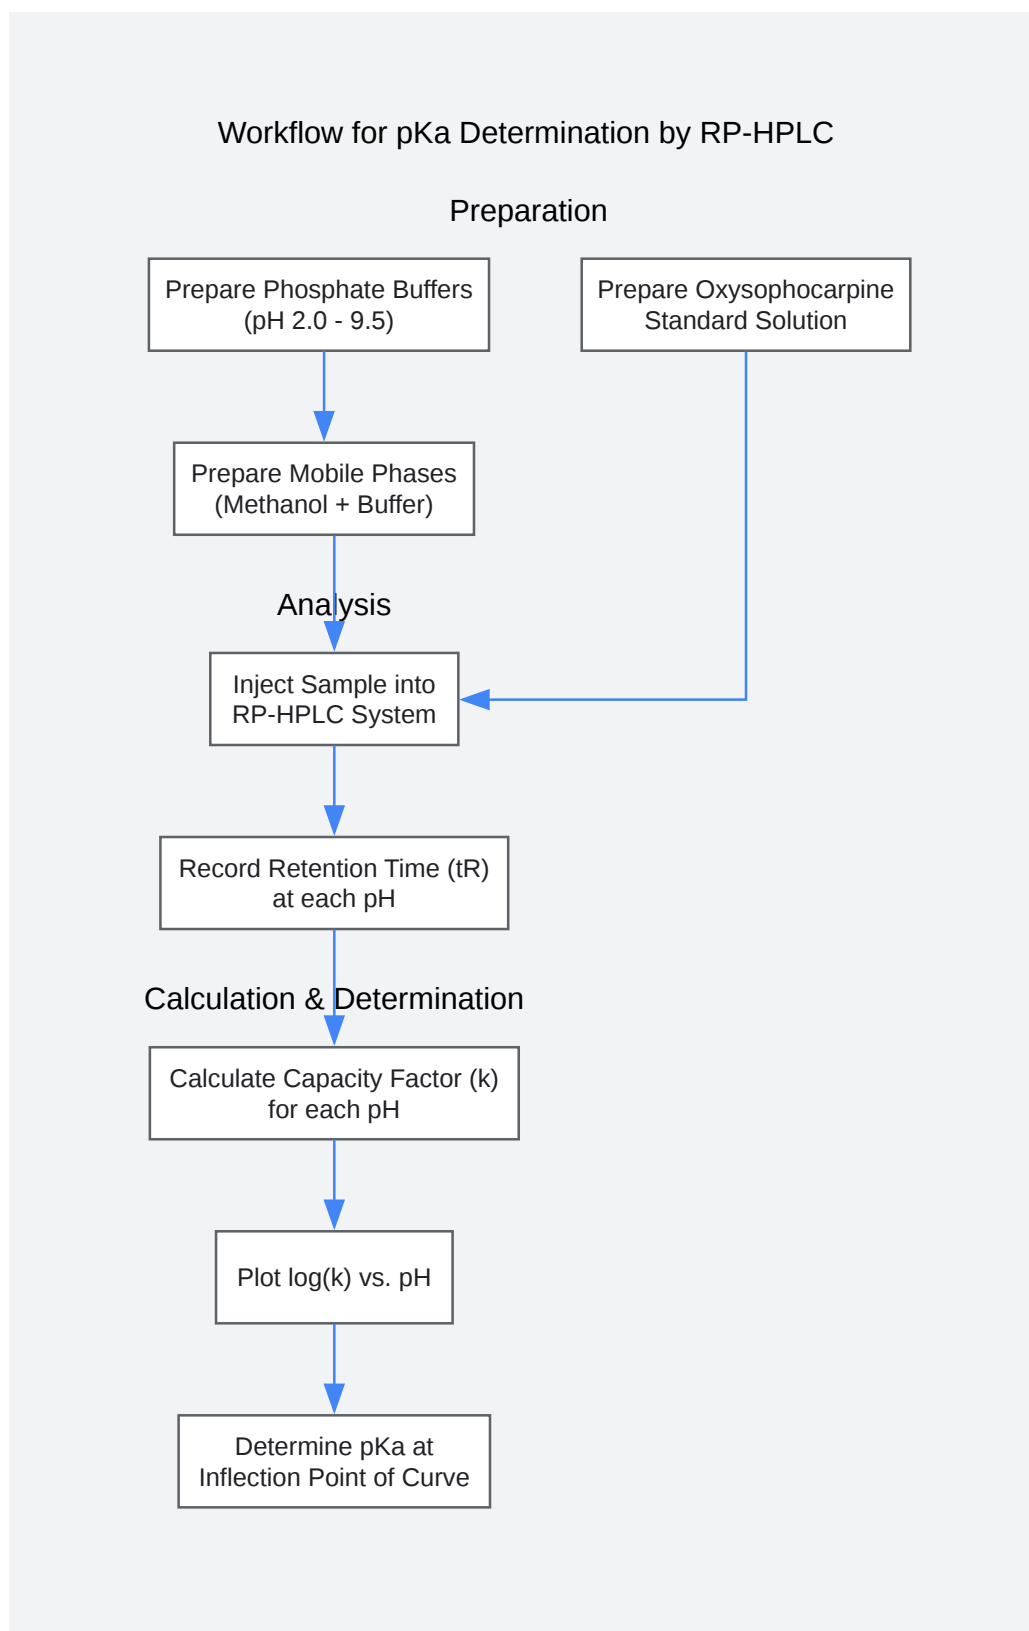 Workflow for pKa Determination by RP-HPLC
Preparation
Prepare Phosphate Buffers
(pH 2.0 - 9.5)
Prepare Oxysophocarpine
Standard Solution
Prepare Mobile Phases
(Methanol + Buffer)
Analysis
Inject Sample into
RP-HPLC System
Record Retention Time (tR)
at each pH
Calculation & Determination
Calculate Capacity Factor (k)
for each pH
Plot log(k) vs. pH
Determine pKa at
Inflection Point of Curve